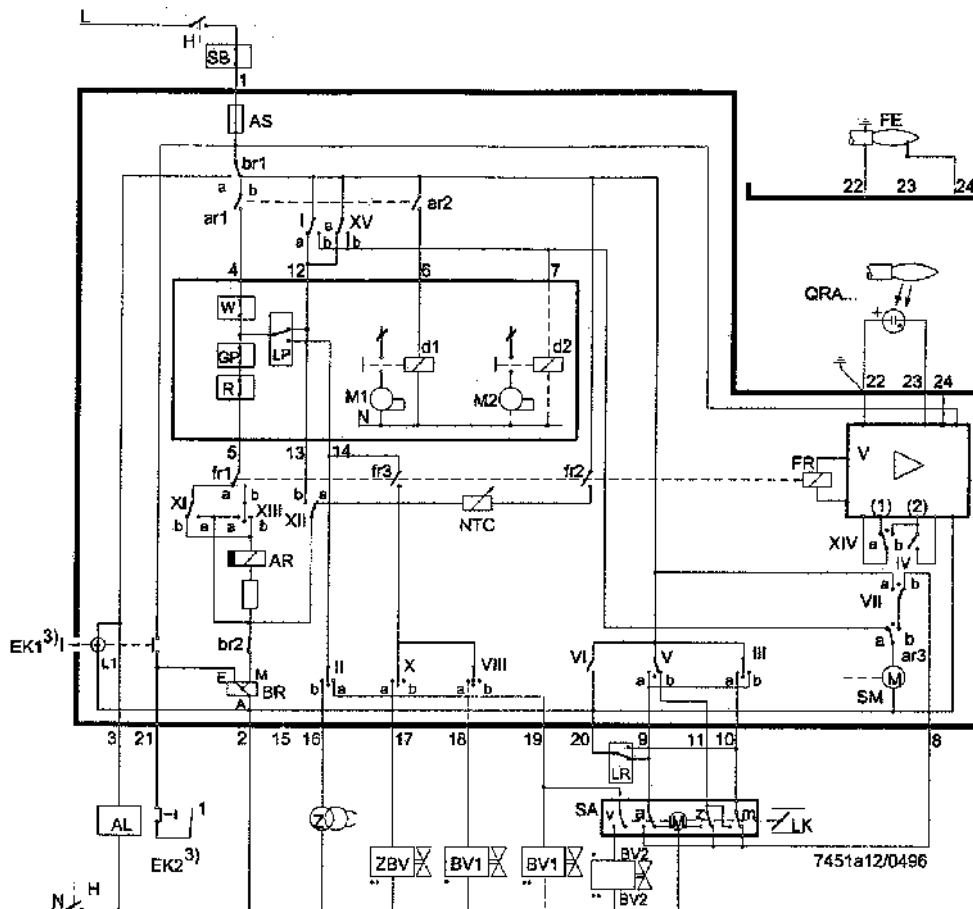 L
H
SB
1
AS
FE
br1
22 23 24
a b
ar1 ar2
I a XV
a b b
4 12 6 7
QRA...
W
+
LP d1 d2
GP
22 23 24
R M1 M2
N
V
5 13 14
fr1 fr3 fr2 FR
a b a
XI XIII XII
b a a b
NTC
(1) (2)
XIV a b IV
AR
a b
VII
EK1 3)
L1
br2
VI V III
a b
ar3
II X VIII
E M
BR
A
b a a b a b
a b a b
M
SM
3 21 2 15 16 17 18 19 20 9 11 10 8
LR
SA
v a M z m
LK
AL
1
EK2 3)
Z
7451a12/0496
ZBV BV1 BV1 BV2
BV2
N H